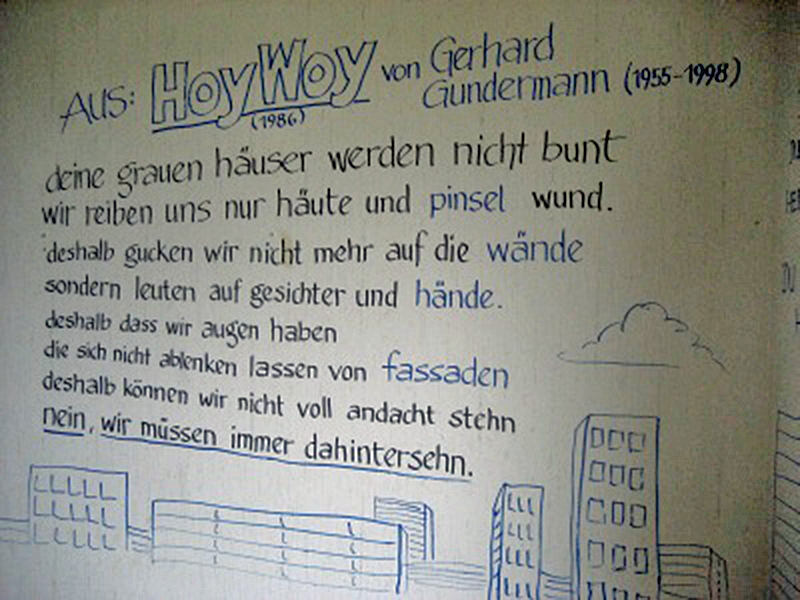 AUS: HOYWOY von Gerhard Gundermann (1955-1998)
(1986)
deine grauen häuser werden nicht bunt
wir reiben uns nur häute und pinsel wund.
deshalb gucken wir nicht mehr auf die wände
sondern leuten auf gesichter und hände.
deshalb dass wir augen haben
die sich nicht ablenken lassen von fassaden
deshalb können wir nicht voll andacht stehn
nein, wir müssen immer dahintersehn.
DU